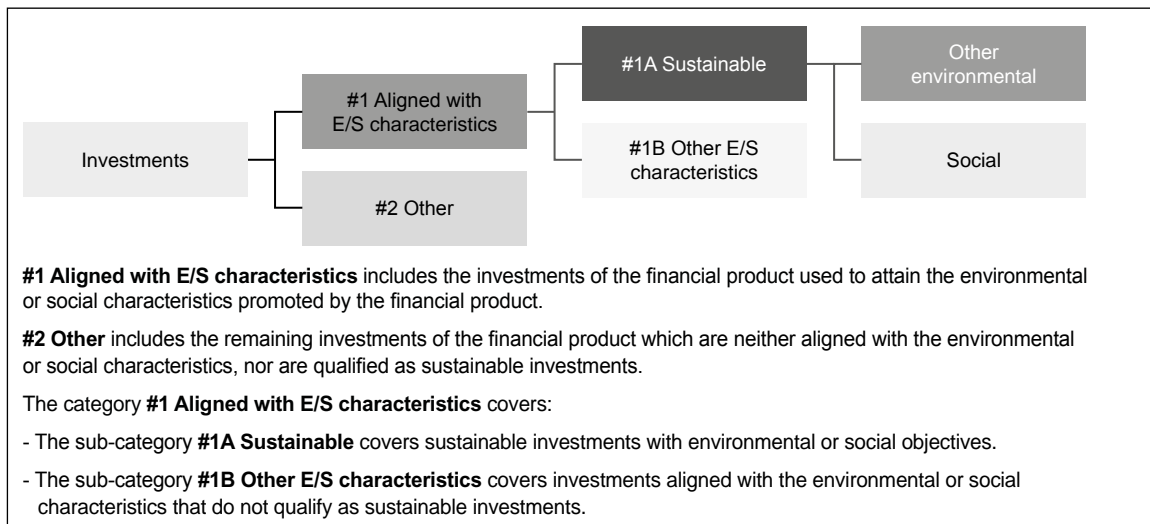 #1A Sustainable
Other
environmental
#1 Aligned with
E/S characteristics
Investments
#1B Other E/S
characteristics
Social
#2 Other
#1 Aligned with E/S characteristics includes the investments of the financial product used to attain the environmental
or social characteristics promoted by the financial product.
#2 Other includes the remaining investments of the financial product which are neither aligned with the environmental
or social characteristics, nor are qualified as sustainable investments.
The category #1 Aligned with E/S characteristics covers:
- The sub-category #1A Sustainable covers sustainable investments with environmental or social objectives.
- The sub-category #1B Other E/S characteristics covers investments aligned with the environmental or social
characteristics that do not qualify as sustainable investments.